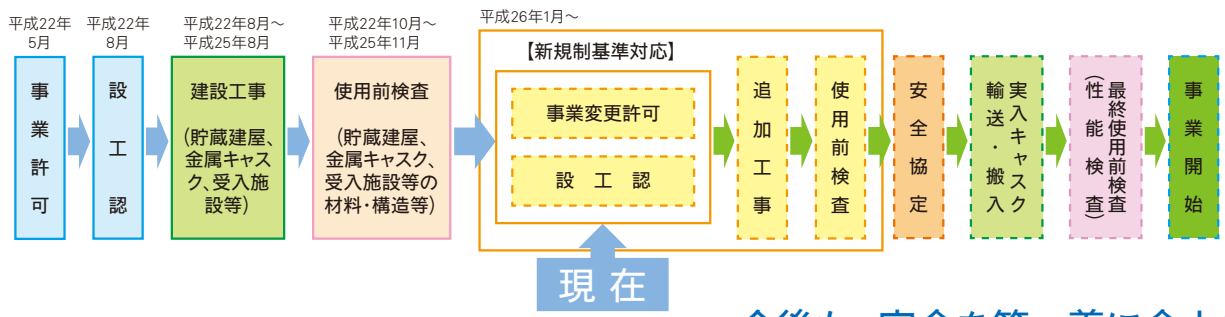 平成22年
5月
平成22年
8月
平成22年8月～
平成25年8月
平成22年10月～
平成25年11月
平成26年1月～
事業許可
設工認
建設工事
(貯蔵建屋、
金属キャス
ク、受入施
設等)
使用前検査
(貯蔵建屋、
金属キャスク、
受入施設等の
材料・構造等)
【新規制基準対応】
事業変更許可
設工認
追加工事
使用前検査
安全協定
実入キャスク
輸送・搬入
最終使用前検査
(性能検査)
事業開始
現在